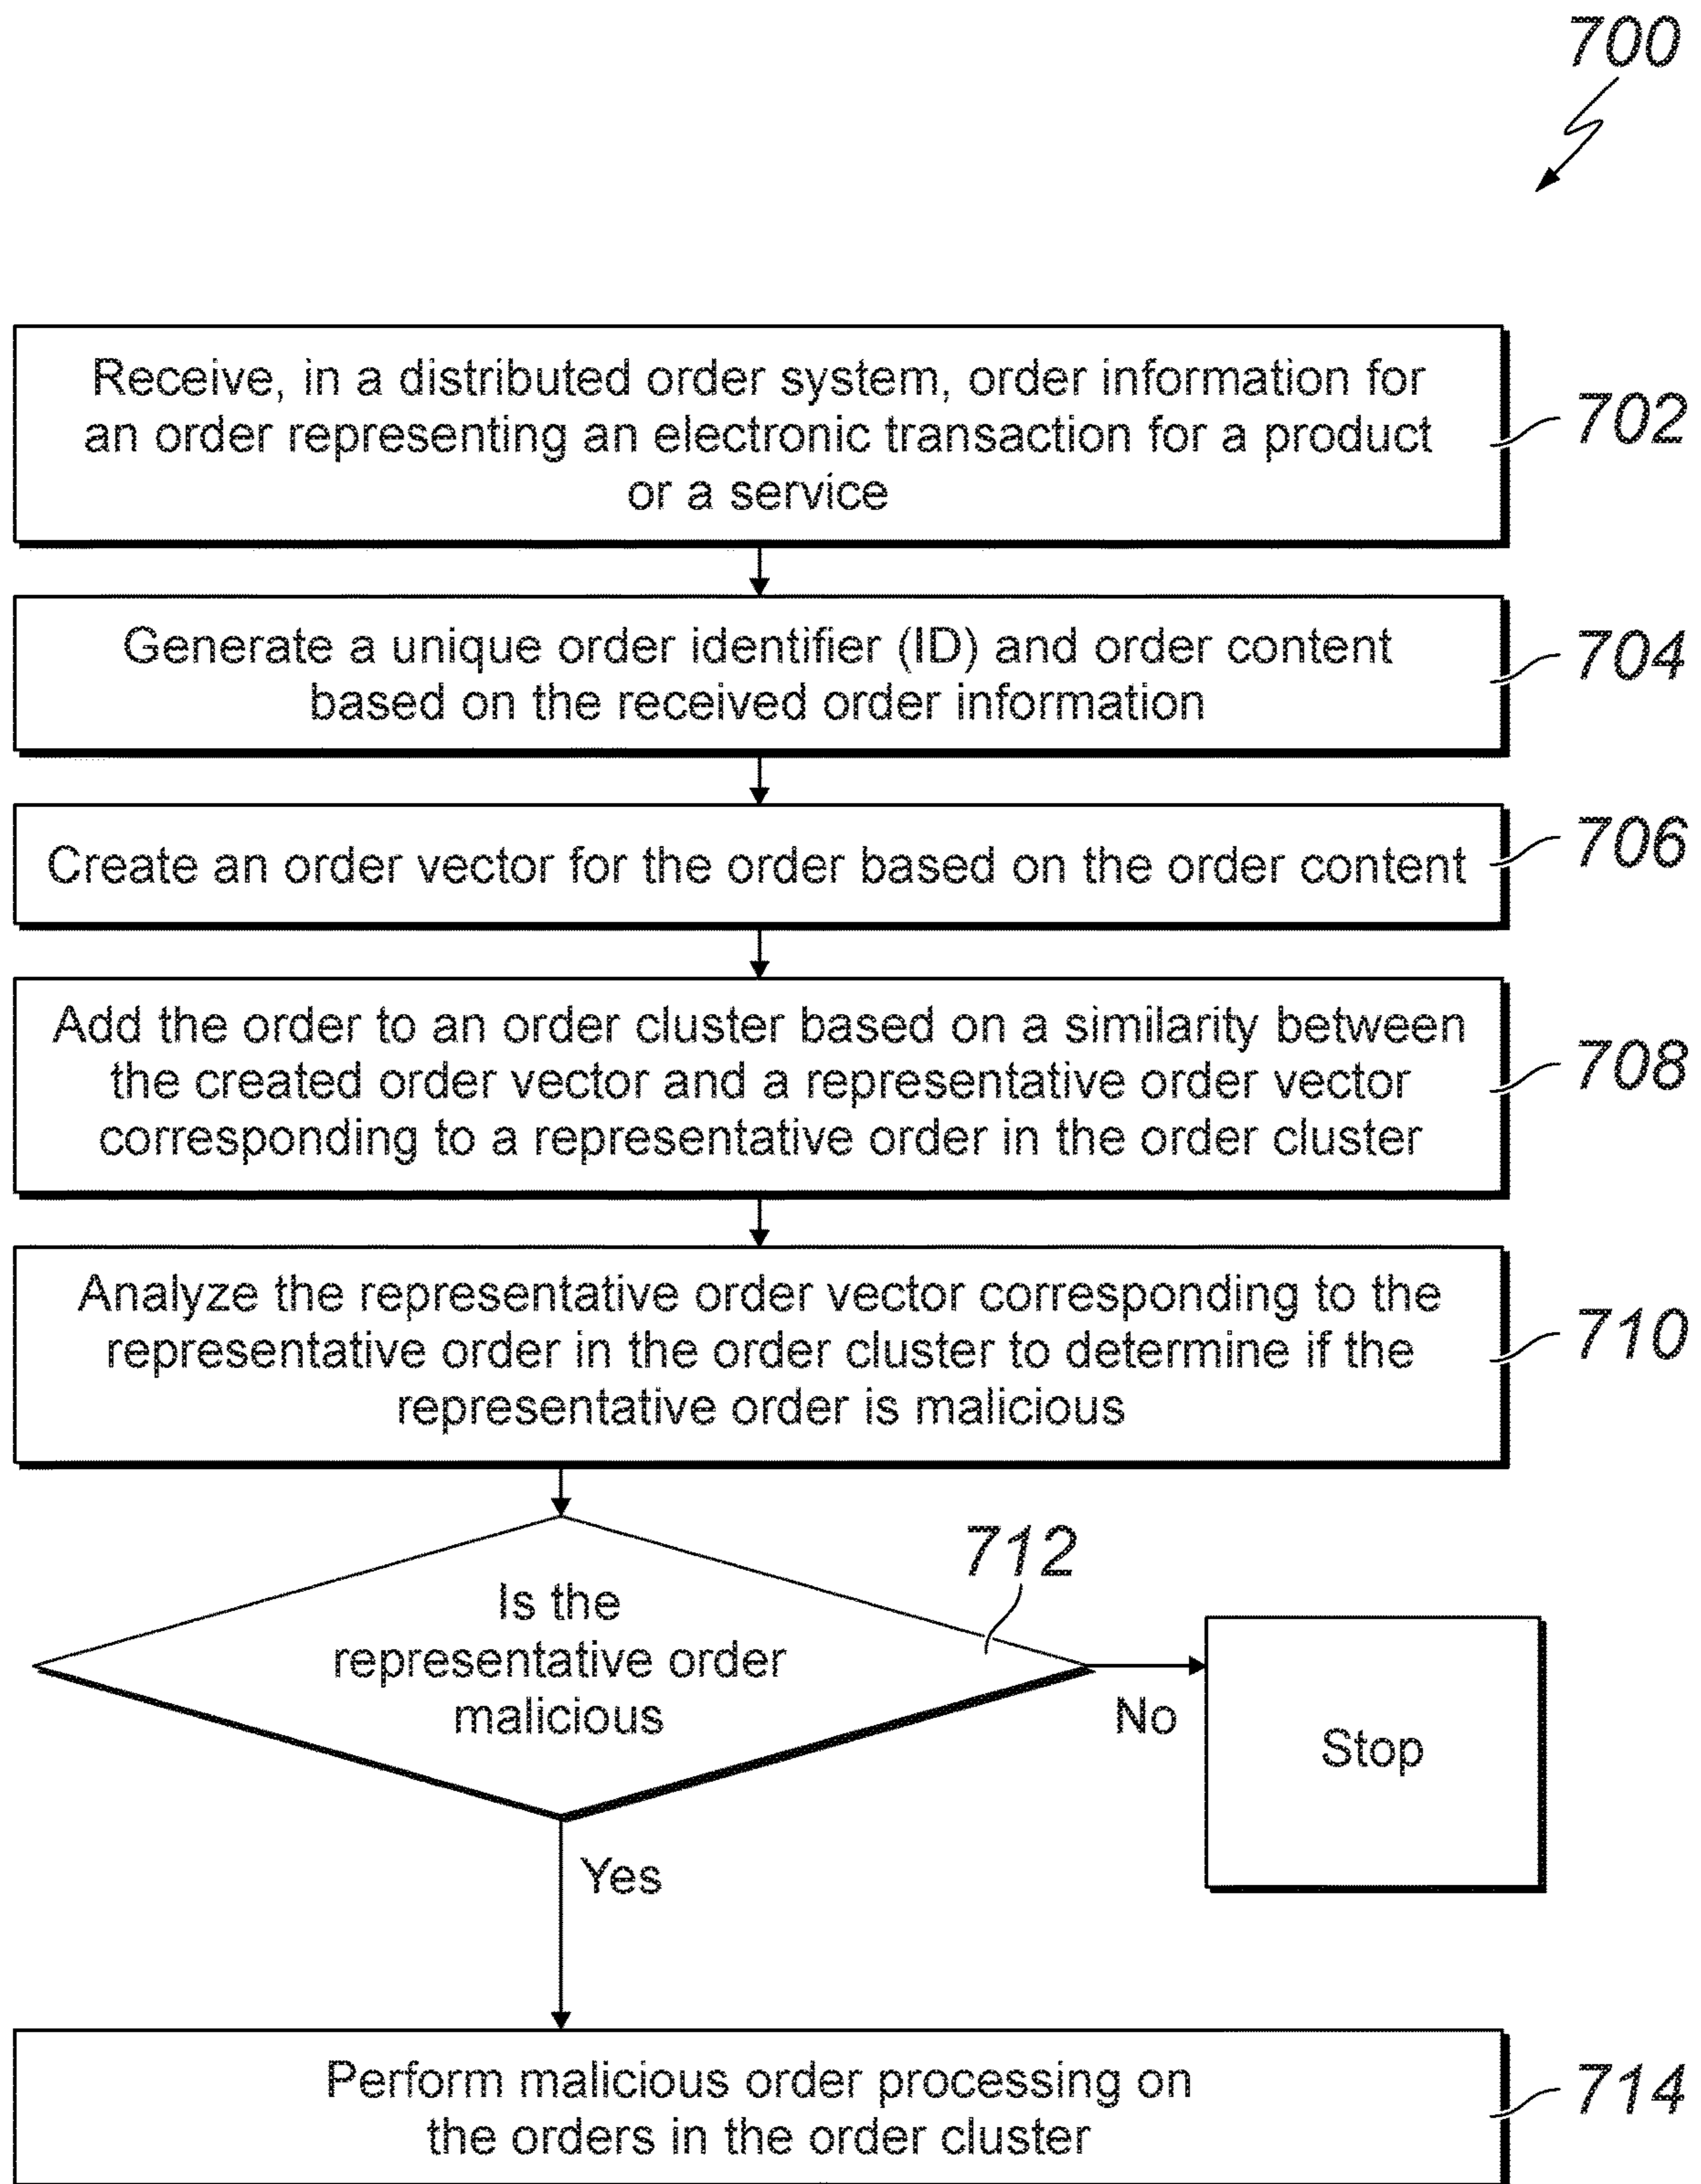 700
Receive, in a distributed order system, order information for
an order representing an electronic transaction for a product
or a service
702
Generate a unique order identifier (ID) and order content
based on the received order information
704
Create an order vector for the order based on the order content
706
Add the order to an order cluster based on a similarity between
the created order vector and a representative order vector
corresponding to a representative order in the order cluster
708
Analyze the representative order vector corresponding to the
representative order in the order cluster to determine if the
representative order is malicious
710
712
Is the
representative order
malicious
No
Stop
Yes
Perform malicious order processing on
the orders in the order cluster
714